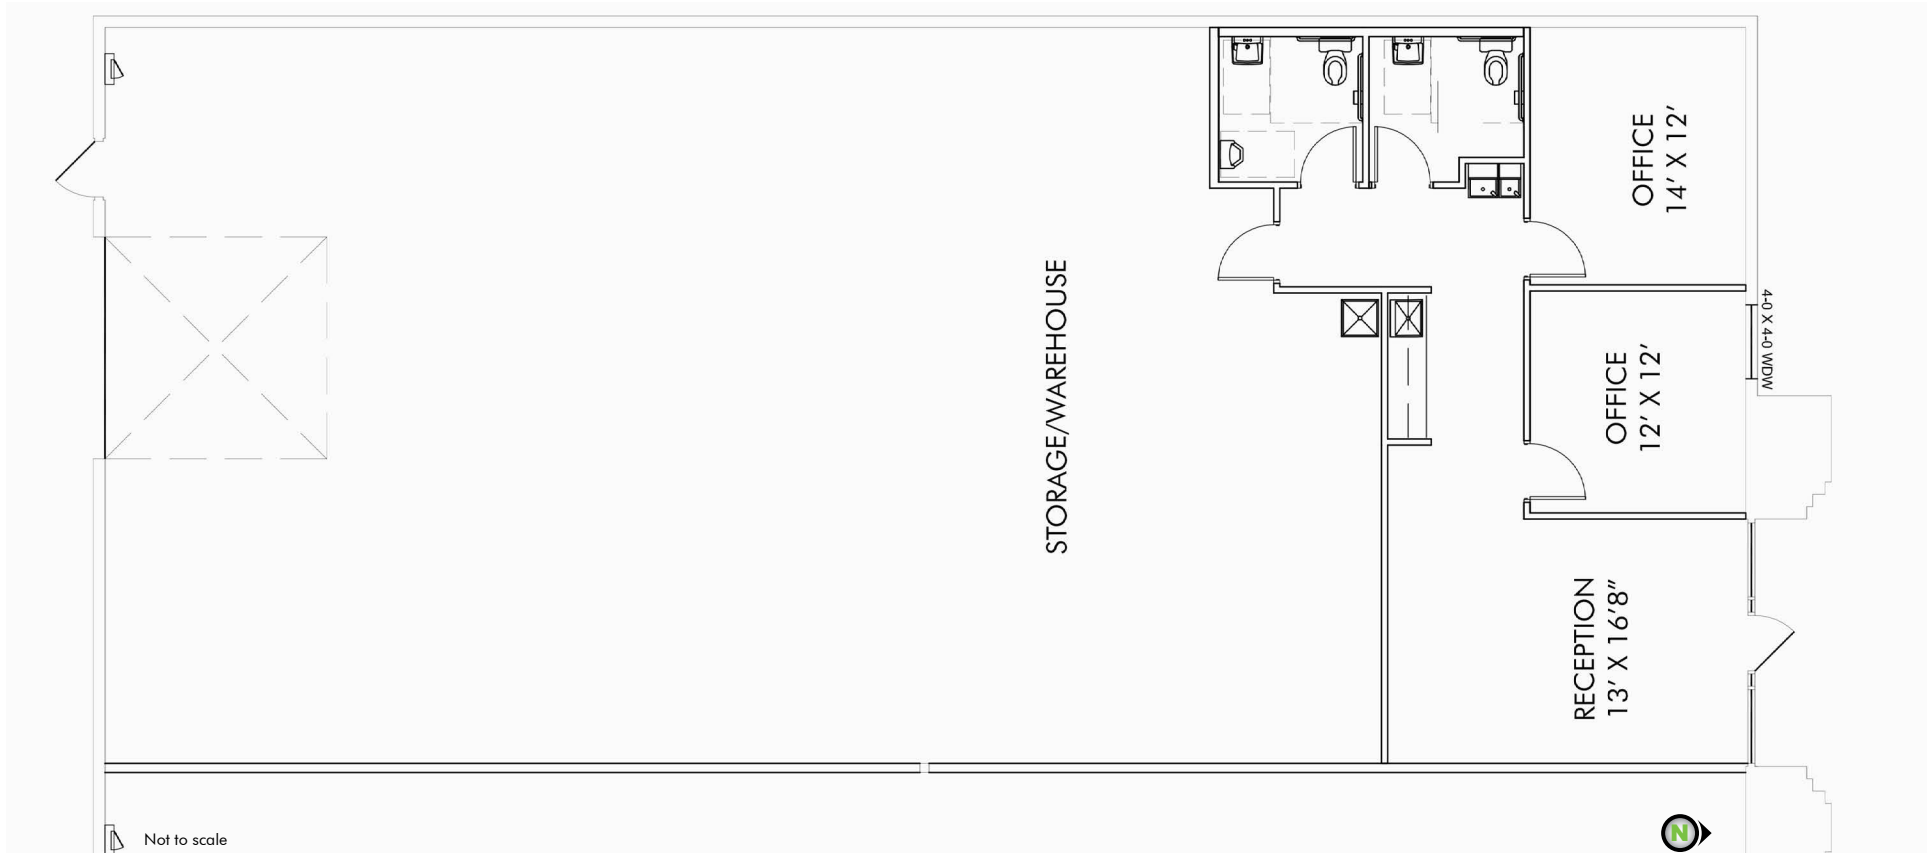 STORAGE/WAREHOUSE
OFFICE
14' X 12'
4-0 X 4-0 WDW
OFFICE
12' X 12'
RECEPTION
13' X 16'8"
Not to scale
N